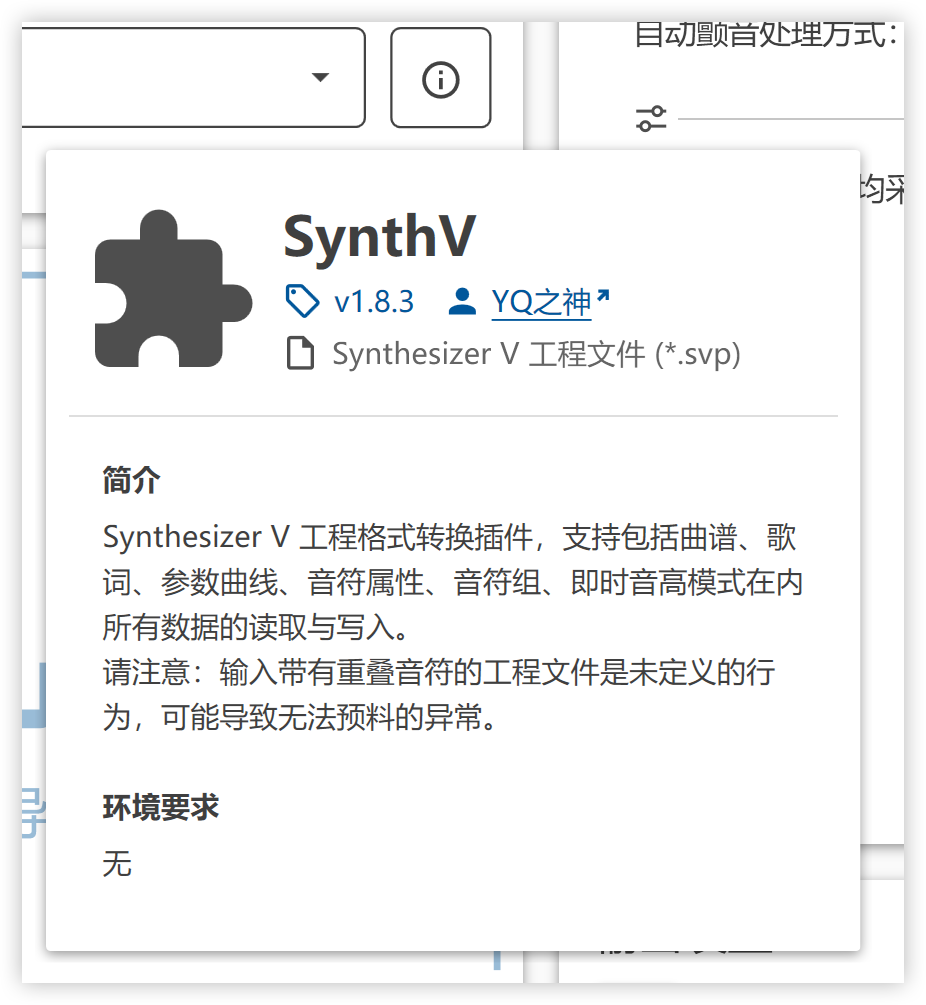 自动颤音处理方式：
均采
SynthV
v1.8.3 YQ之神
Synthesizer V 工程文件 (*.svp)
简介
Synthesizer V 工程格式转换插件，支持包括曲谱、歌
词、参数曲线、音符属性、音符组、即时音高模式在内
所有数据的读取与写入。
请注意：输入带有重叠音符的工程文件是未定义的行
为，可能导致无法预料的异常。
环境要求
无